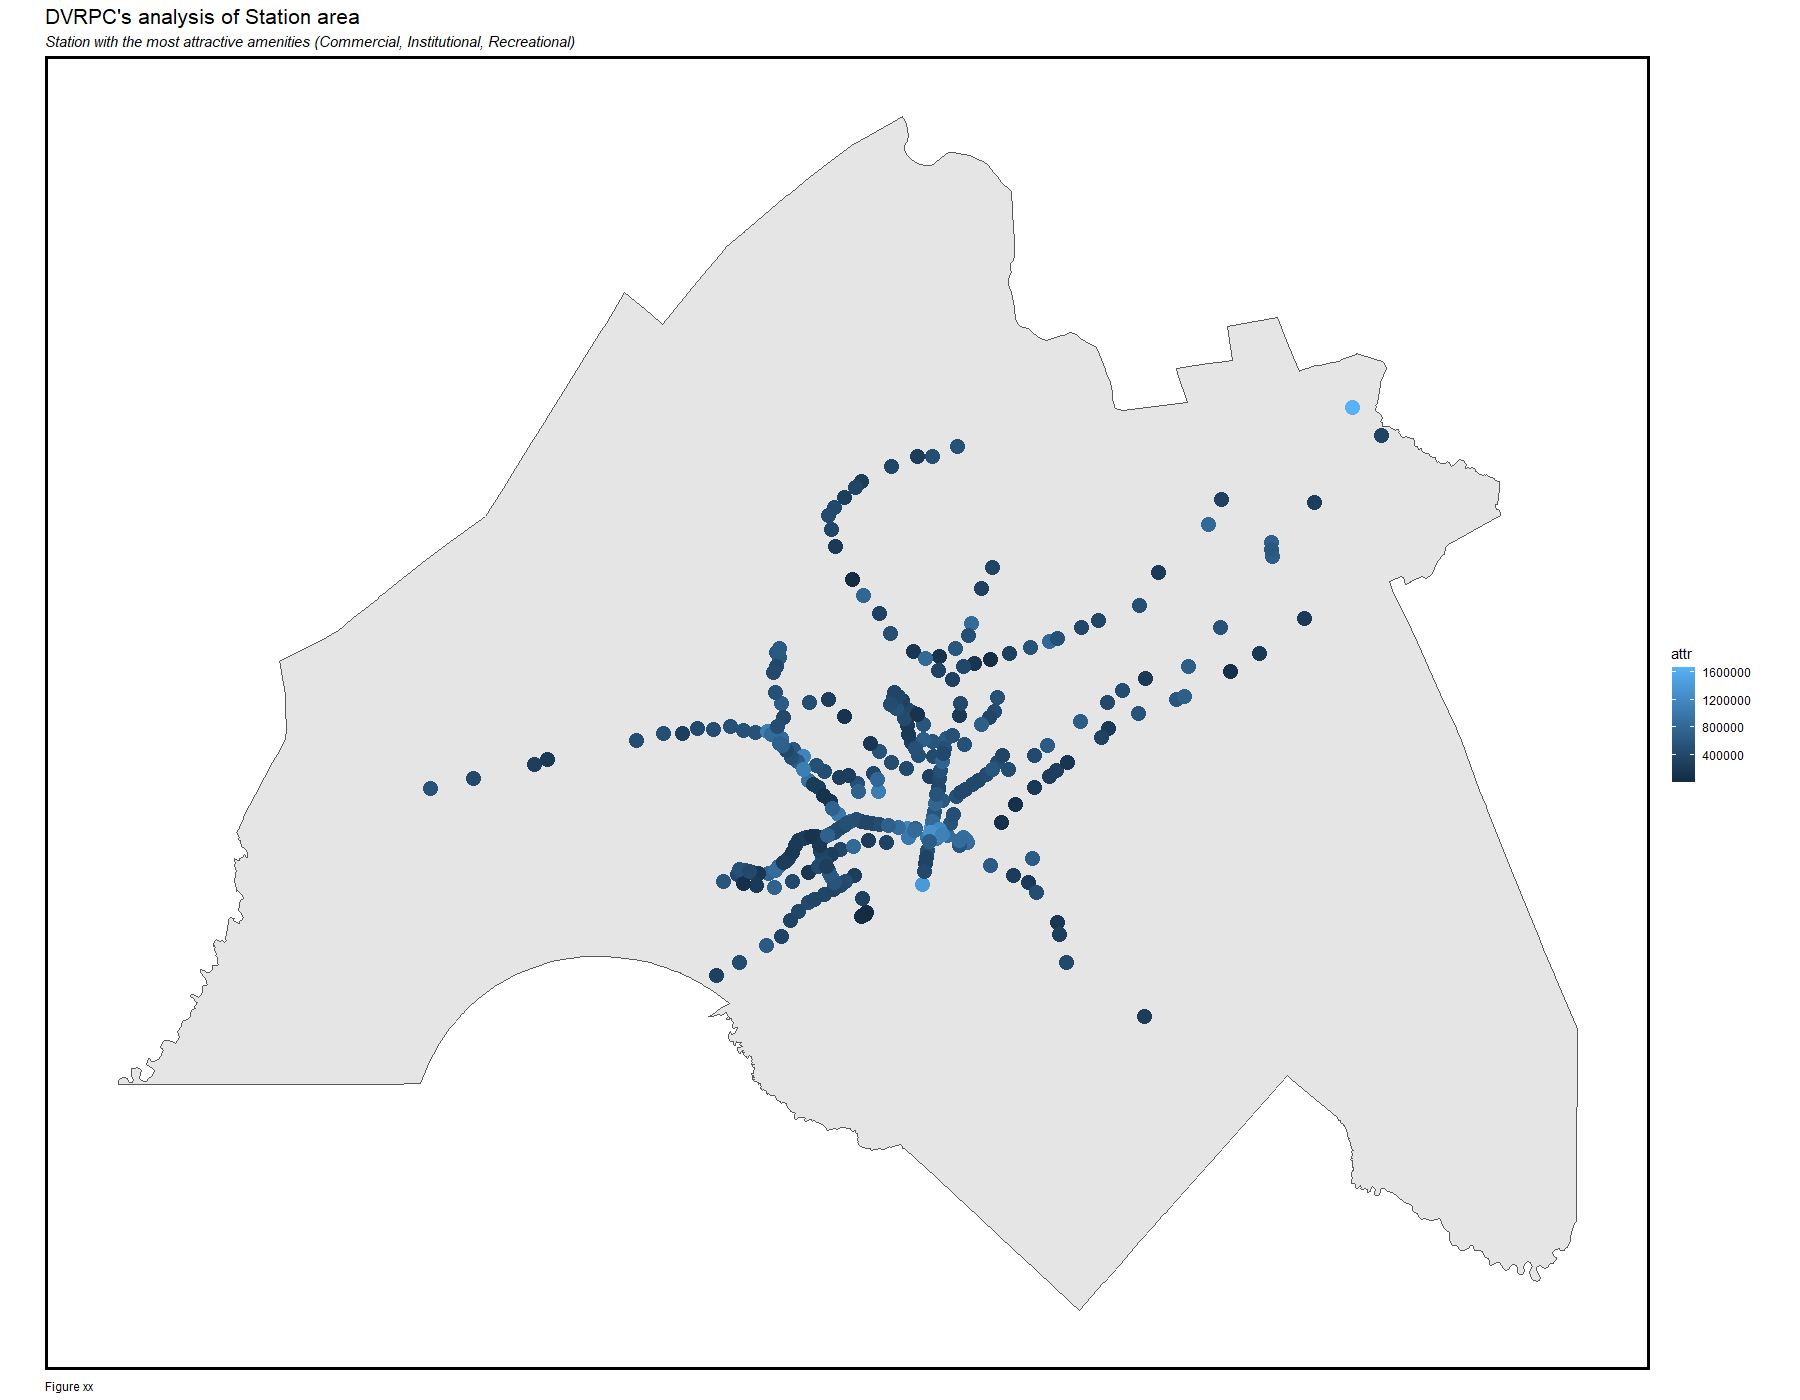 DVRPC's analysis of Station area
Station with the most attractive amenities (Commercial, Institutional, Recreational)
attr
1600000
1200000
800000
400000
Figure xx